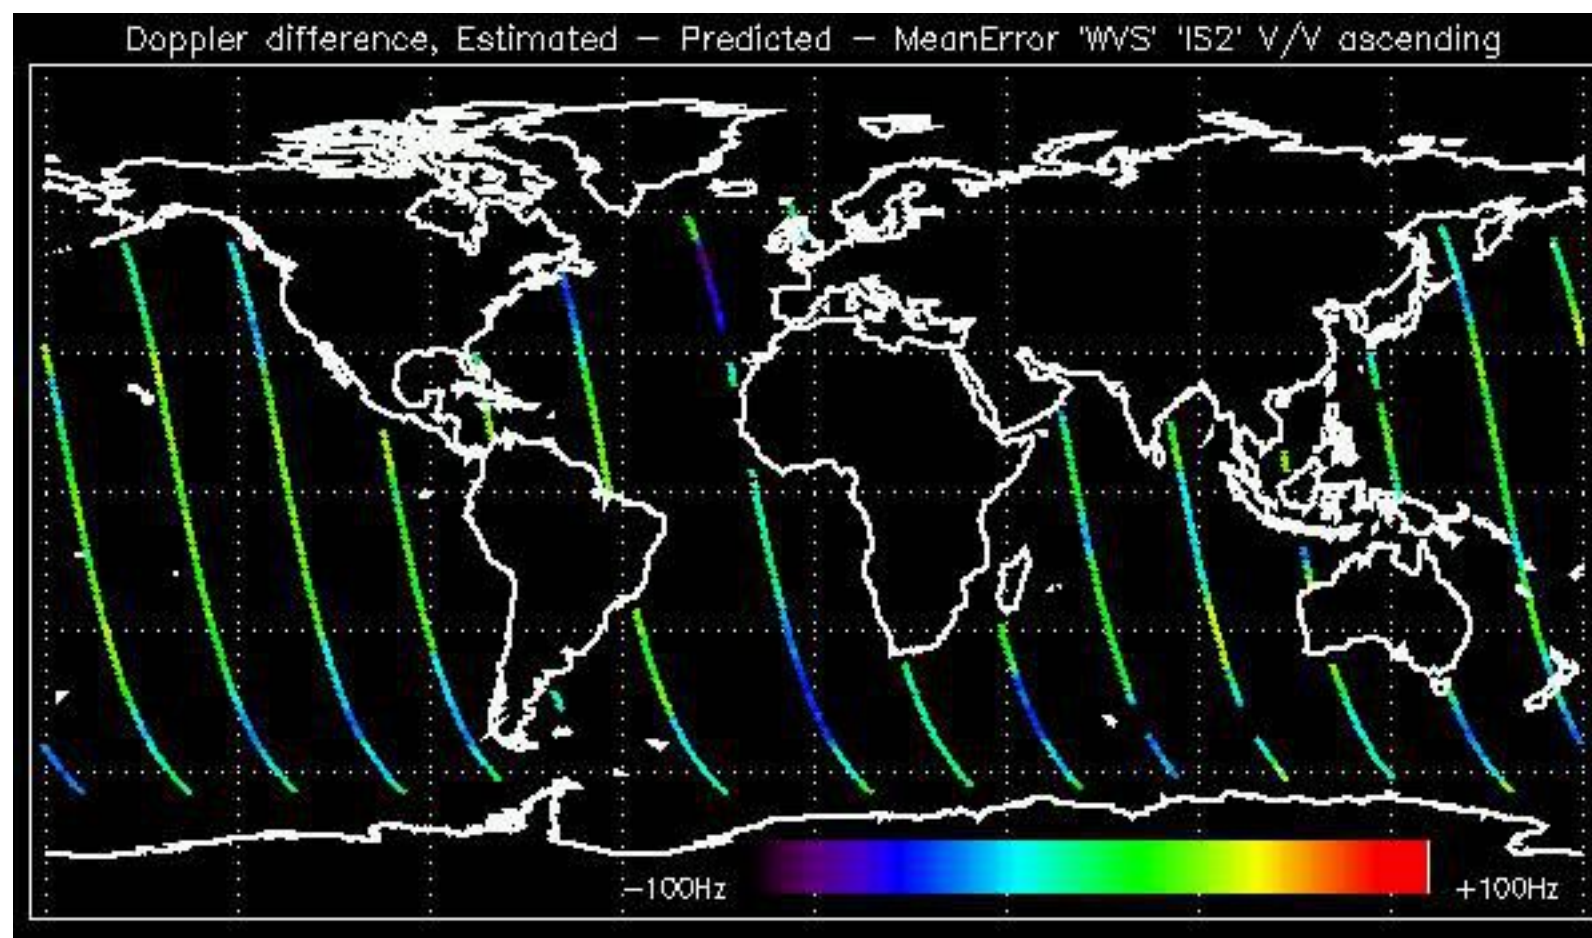 Doppler difference, Estimated – Predicted – MeanError 'WVS' 'IS2' V/V ascending
−100Hz
+100Hz